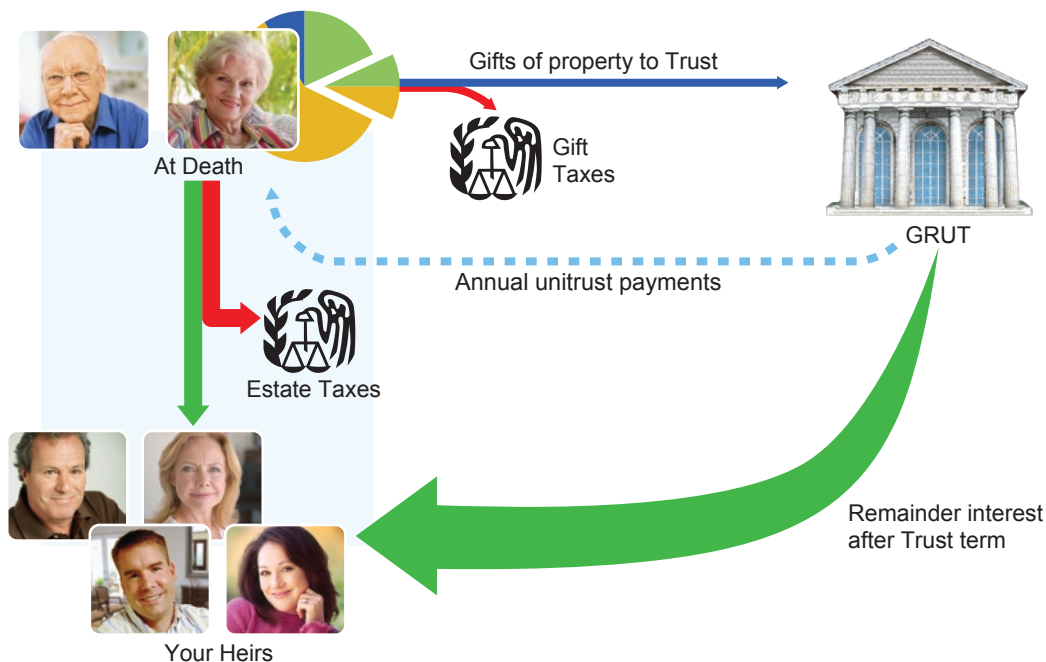 Gifts of property to Trust
Gift
Taxes
At Death
GRUT
Annual unitrust payments
Estate Taxes
Remainder interest
after Trust term
Your Heirs